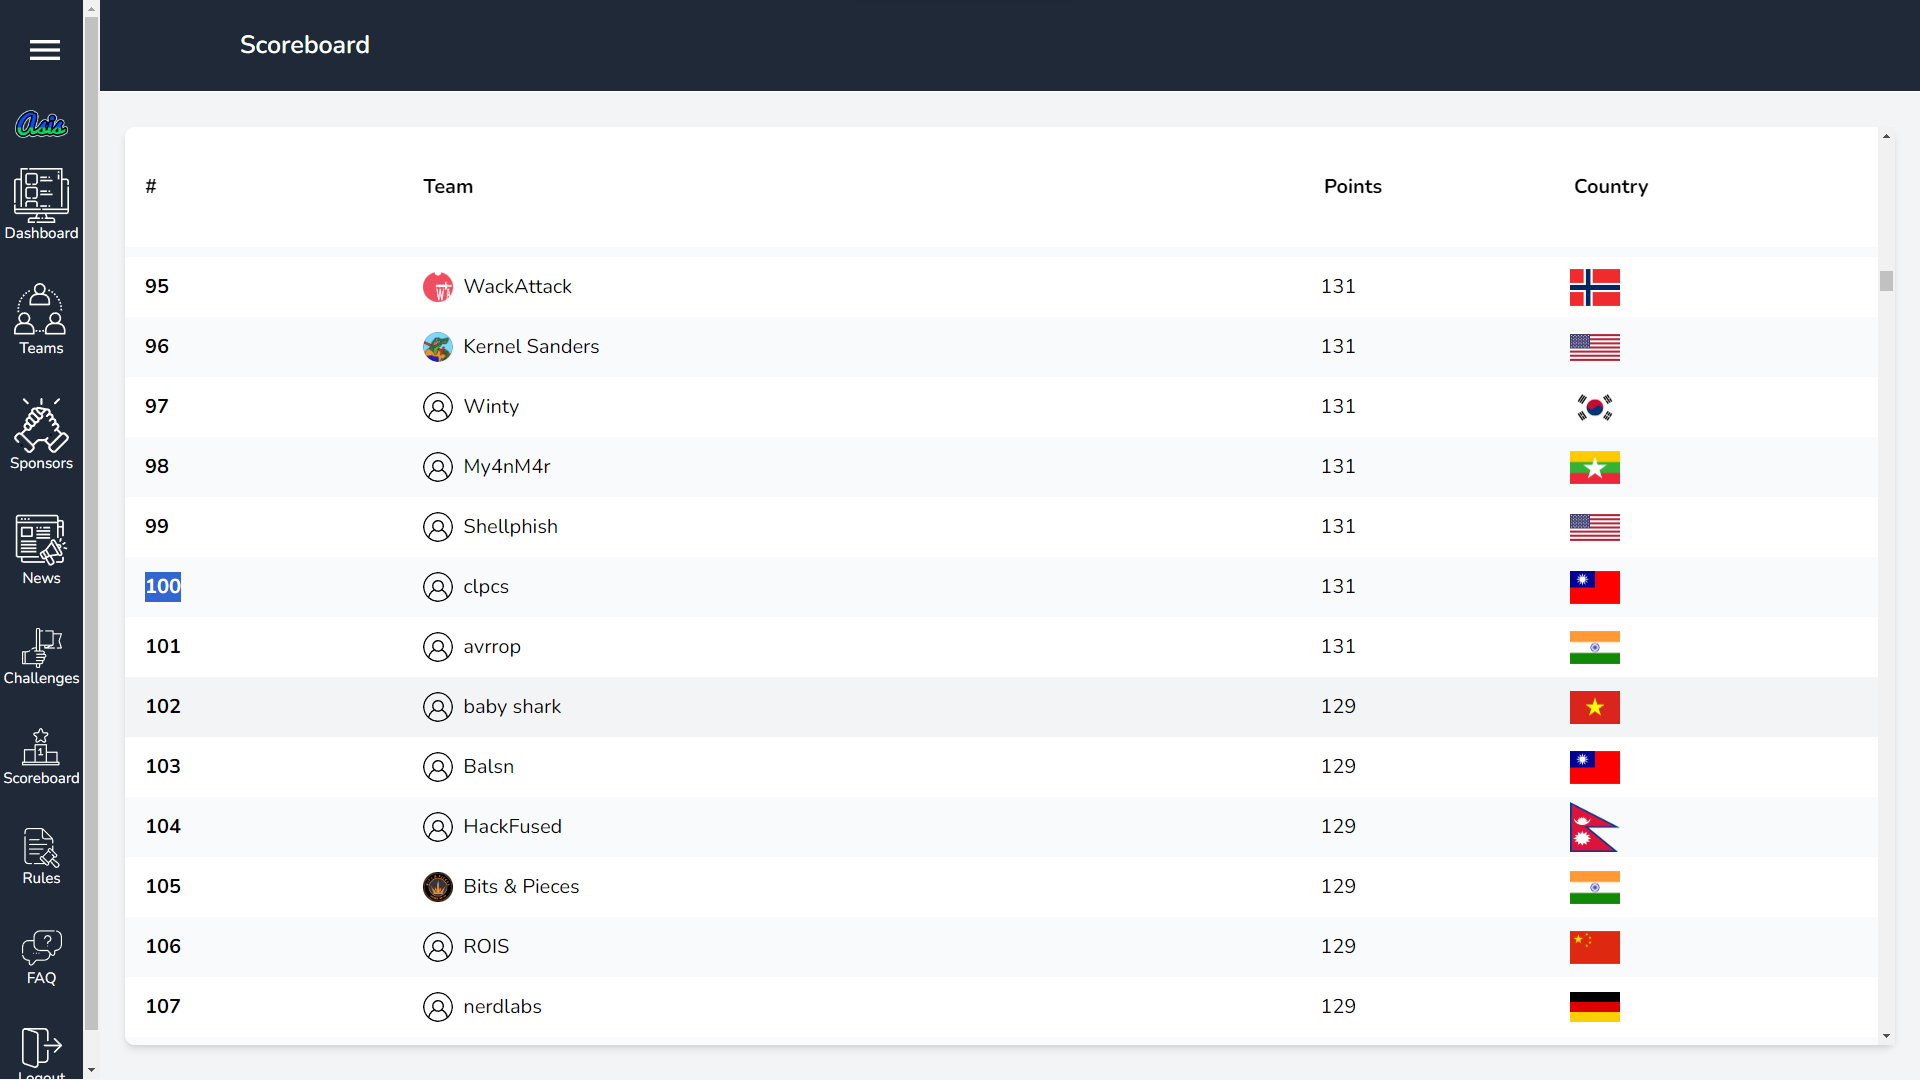 Scoreboard
Asis
Dashboard
Teams
Sponsors
News
Challenges
1
Scoreboard
Rules
?
FAQ
Logout
# Team Points Country
95 WackAttack 131
96 Kernel Sanders 131
97 Winty 131
98 My4nM4r 131
99 Shellphish 131
100 clpcs 131
101 avrrop 131
102 baby shark 129
103 Balsn 129
104 HackFused 129
105 Bits & Pieces 129
106 ROIS 129
107 nerdlabs 129